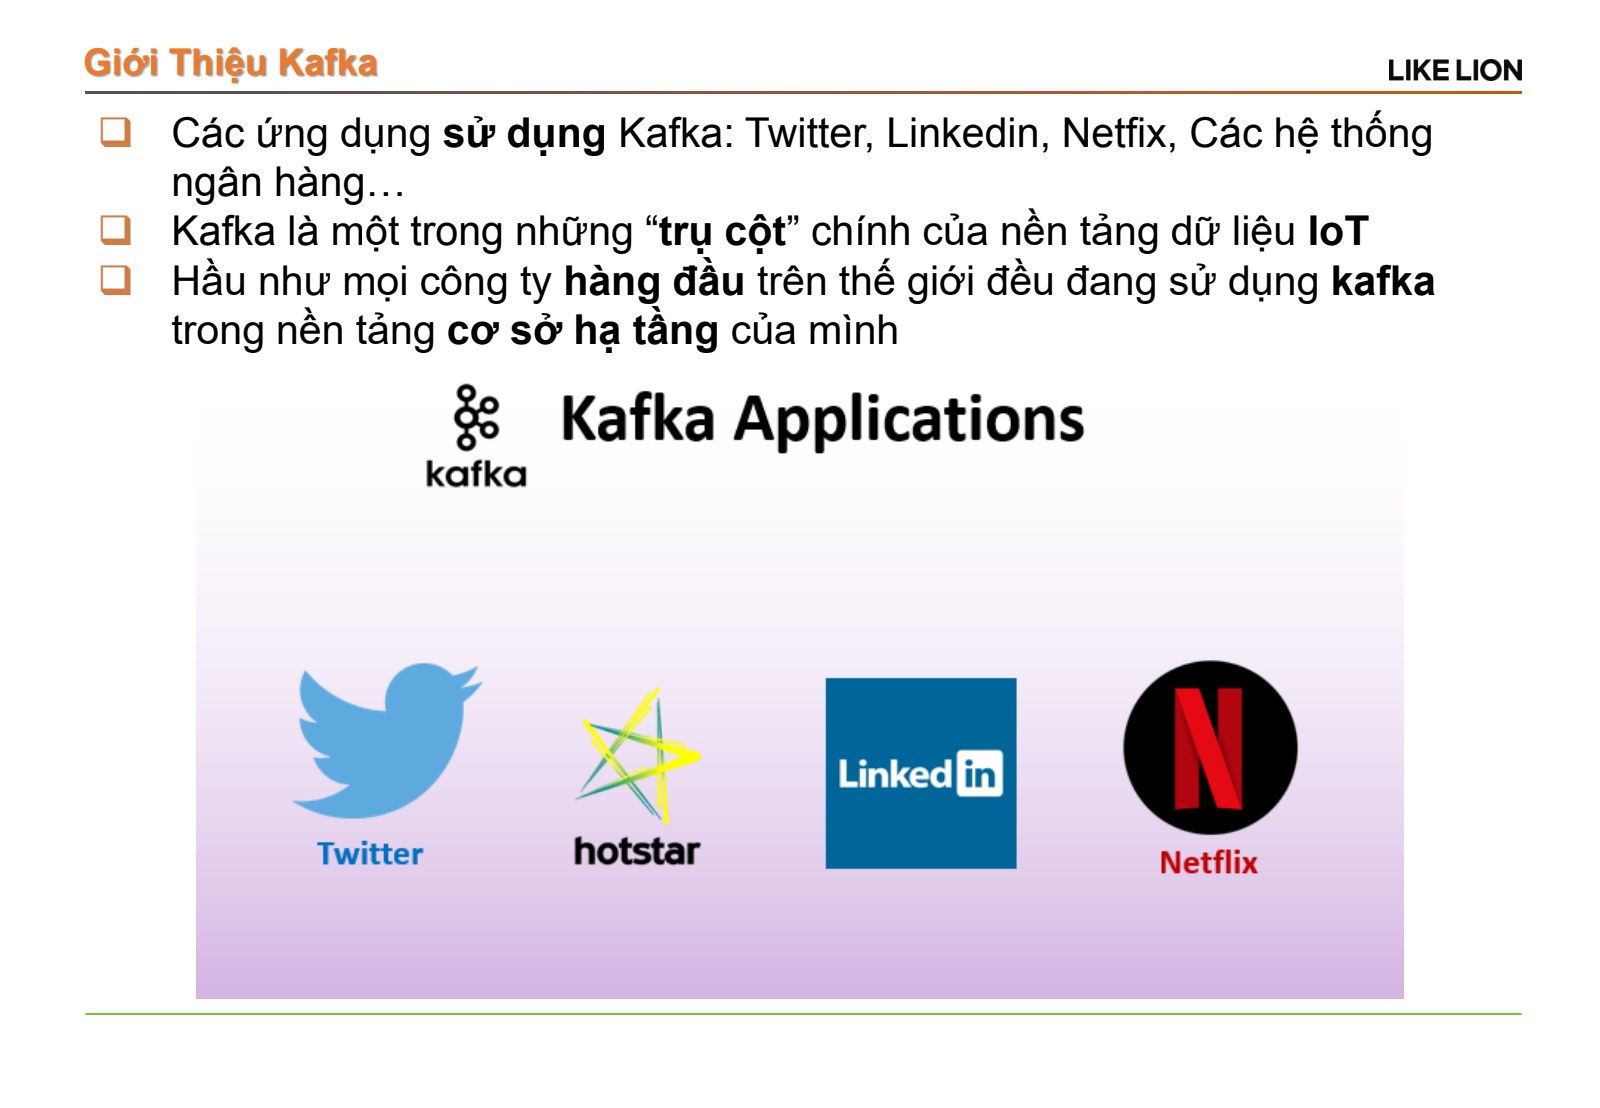 Giới Thiệu Kafka
LIKE LION
Các ứng dụng sử dụng Kafka: Twitter, Linkedin, Netfix, Các hệ thống
ngân hàng…
Kafka là một trong những “trụ cột” chính của nền tảng dữ liệu IoT
Hầu như mọi công ty hàng đầu trên thế giới đều đang sử dụng kafka
trong nền tảng cơ sở hạ tầng của mình
Kafka Applications
kafka
Twitter
hotstar
Linked in
Netflix